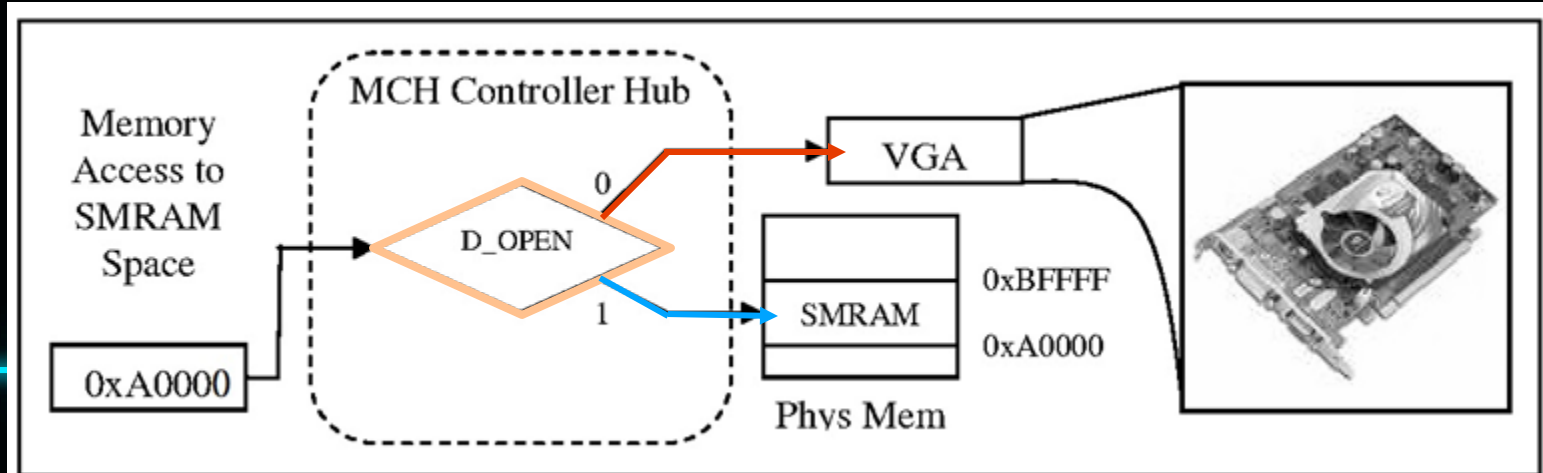 MCH Controller Hub
Memory
Access to
SMRAM
Space
0xA0000
D_OPEN
0
1
VGA
SMRAM
0xBFFFF
0xA0000
Phys Mem